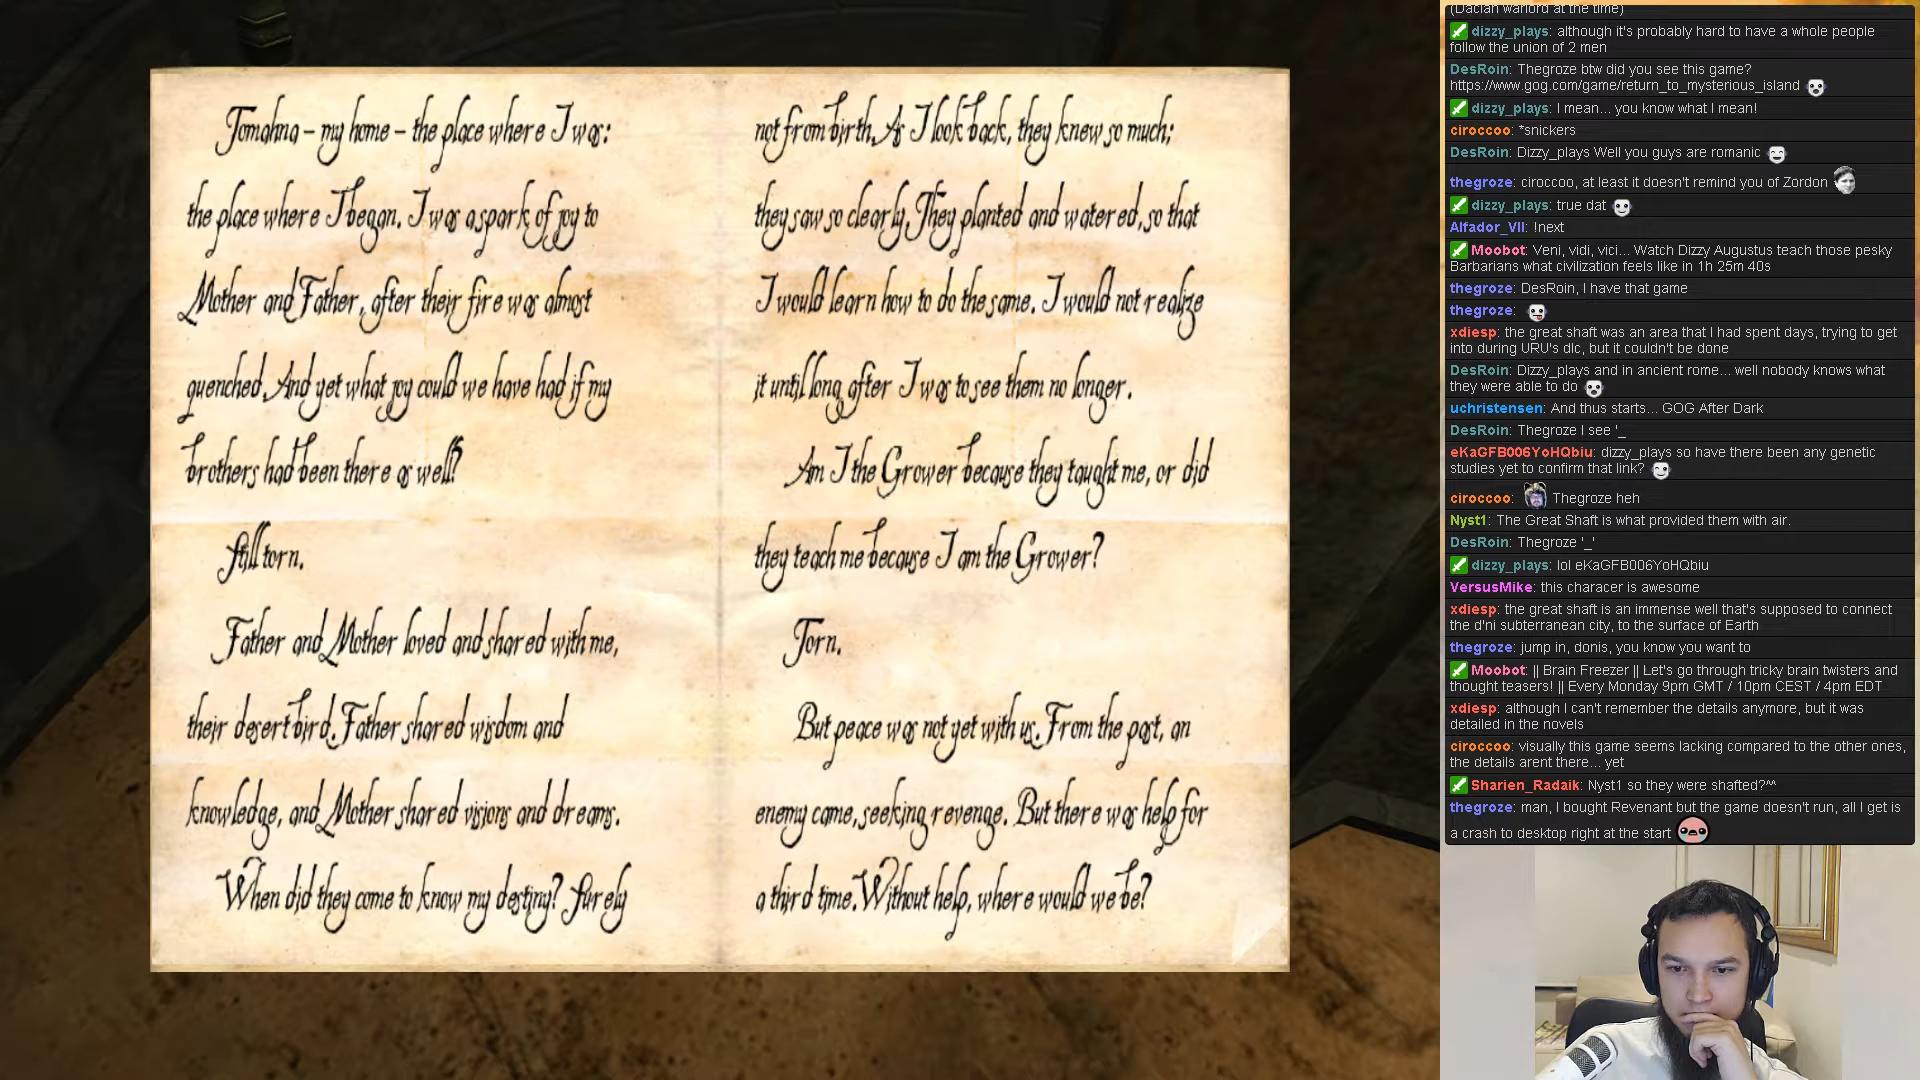 Tomahna – my home – the place where I was:
the place where I began. I was a spark of joy to
Mother and Father, after their fire was almost
quenched. And yet what joy could we have had if my
brothers had been there as well?
Still torn.
Father and Mother loved and shared with me,
their desert bird. Father shared wisdom and
knowledge, and Mother shared visions and dreams.
When did they come to know my destiny? Surely
not from birth. As I look back, they knew so much;
they saw so clearly. They planted and watered, so that
I would learn how to do the same. I would not realize
it until long after I was to see them no longer.
Am I the Grower because they taught me, or did
they teach me because I am the Grower?
Torn.
But peace was not yet with us. From the past, an
enemy came, seeking revenge. But there was help for
a third time. Without help, where would we be?
(Dacian warlord at the time)
dizzy_plays: although it's probably hard to have a whole people
follow the union of 2 men
DesRoin: Thegroze btw did you see this game?
https://www.gog.com/game/return_to_mysterious_island
dizzy_plays: I mean... you know what I mean!
ciroccoo: *snickers
DesRoin: Dizzy_plays Well you guys are romanic
thegroze: ciroccoo, at least it doesn't remind you of Zordon
dizzy_plays: true dat
Alfador_VII: !next
Moobot: Veni, vidi, vici... Watch Dizzy Augustus teach those pesky
Barbarians what civilization feels like in 1h 25m 40s
thegroze: DesRoin, I have that game
thegroze:
xdiesp: the great shaft was an area that I had spent days, trying to get
into during URU's dlc, but it couldn't be done
DesRoin: Dizzy_plays and in ancient rome... well nobody knows what
they were able to do
uchristensen: And thus starts... GOG After Dark
DesRoin: Thegroze I see '_
eKaGFB006YoHQbiu: dizzy_plays so have there been any genetic
studies yet to confirm that link?
ciroccoo: Thegroze heh
Nyst1: The Great Shaft is what provided them with air.
DesRoin: Thegroze '_'
dizzy_plays: lol eKaGFB006YoHQbiu
VersusMike: this characer is awesome
xdiesp: the great shaft is an immense well that's supposed to connect
the d'ni subterranean city, to the surface of Earth
thegroze: jump in, donis, you know you want to
Moobot: || Brain Freezer || Let's go through tricky brain twisters and
thought teasers! || Every Monday 9pm GMT / 10pm CEST / 4pm EDT
xdiesp: although I can't remember the details anymore, but it was
detailed in the novels
ciroccoo: visually this game seems lacking compared to the other ones,
the details arent there... yet
Sharien_Radaik: Nyst1 so they were shafted?^^
thegroze: man, I bought Revenant but the game doesn't run, all I get is
a crash to desktop right at the start